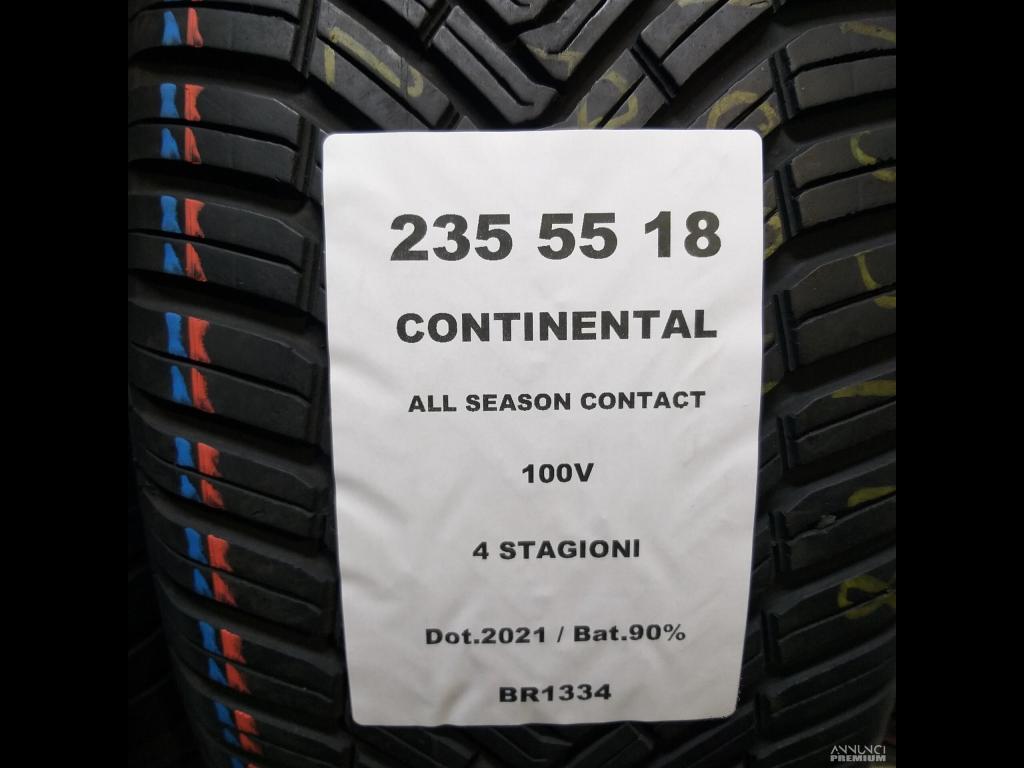 235 55 18
CONTINENTAL
ALL SEASON CONTACT
100V
4 STAGIONI
Dot.2021 / Bat.90%
BR1334
ANNUNCI
PREMIUM